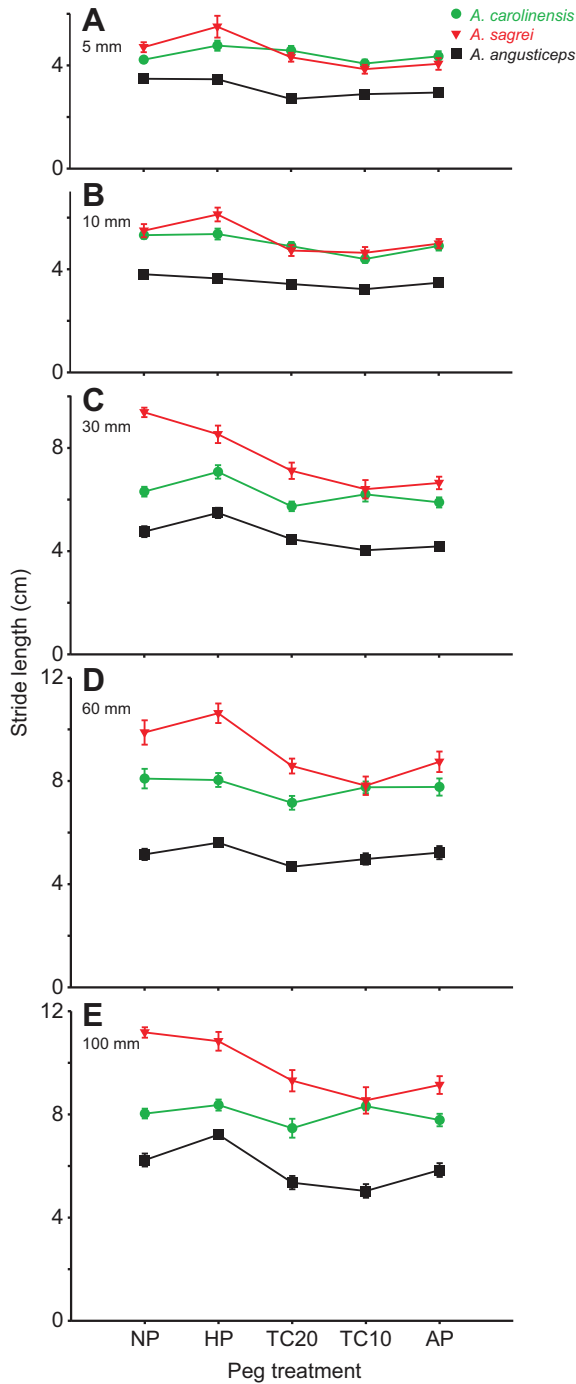 A
5 mm
A. carolinensis
A. sagrei
A. angusticeps
4
0
B
10 mm
4
0
C
30 mm
8
4
0
D
60 mm
12
8
4
0
E
100 mm
12
8
4
0
Stride length (cm)
NP HP TC20 TC10 AP
Peg treatment